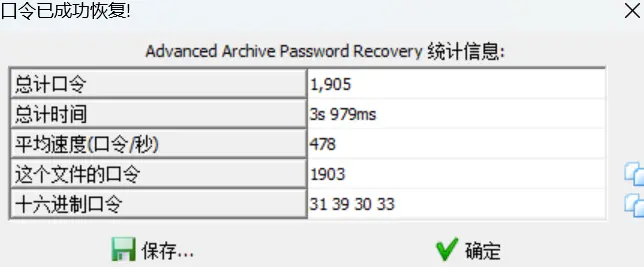 口令已成功恢复!
Advanced Archive Password Recovery 统计信息:
总计口令 1,905
总计时间 3s 979ms
平均速度(口令/秒) 478
这个文件的口令 1903
十六进制口令 31 39 30 33
保存... 确定